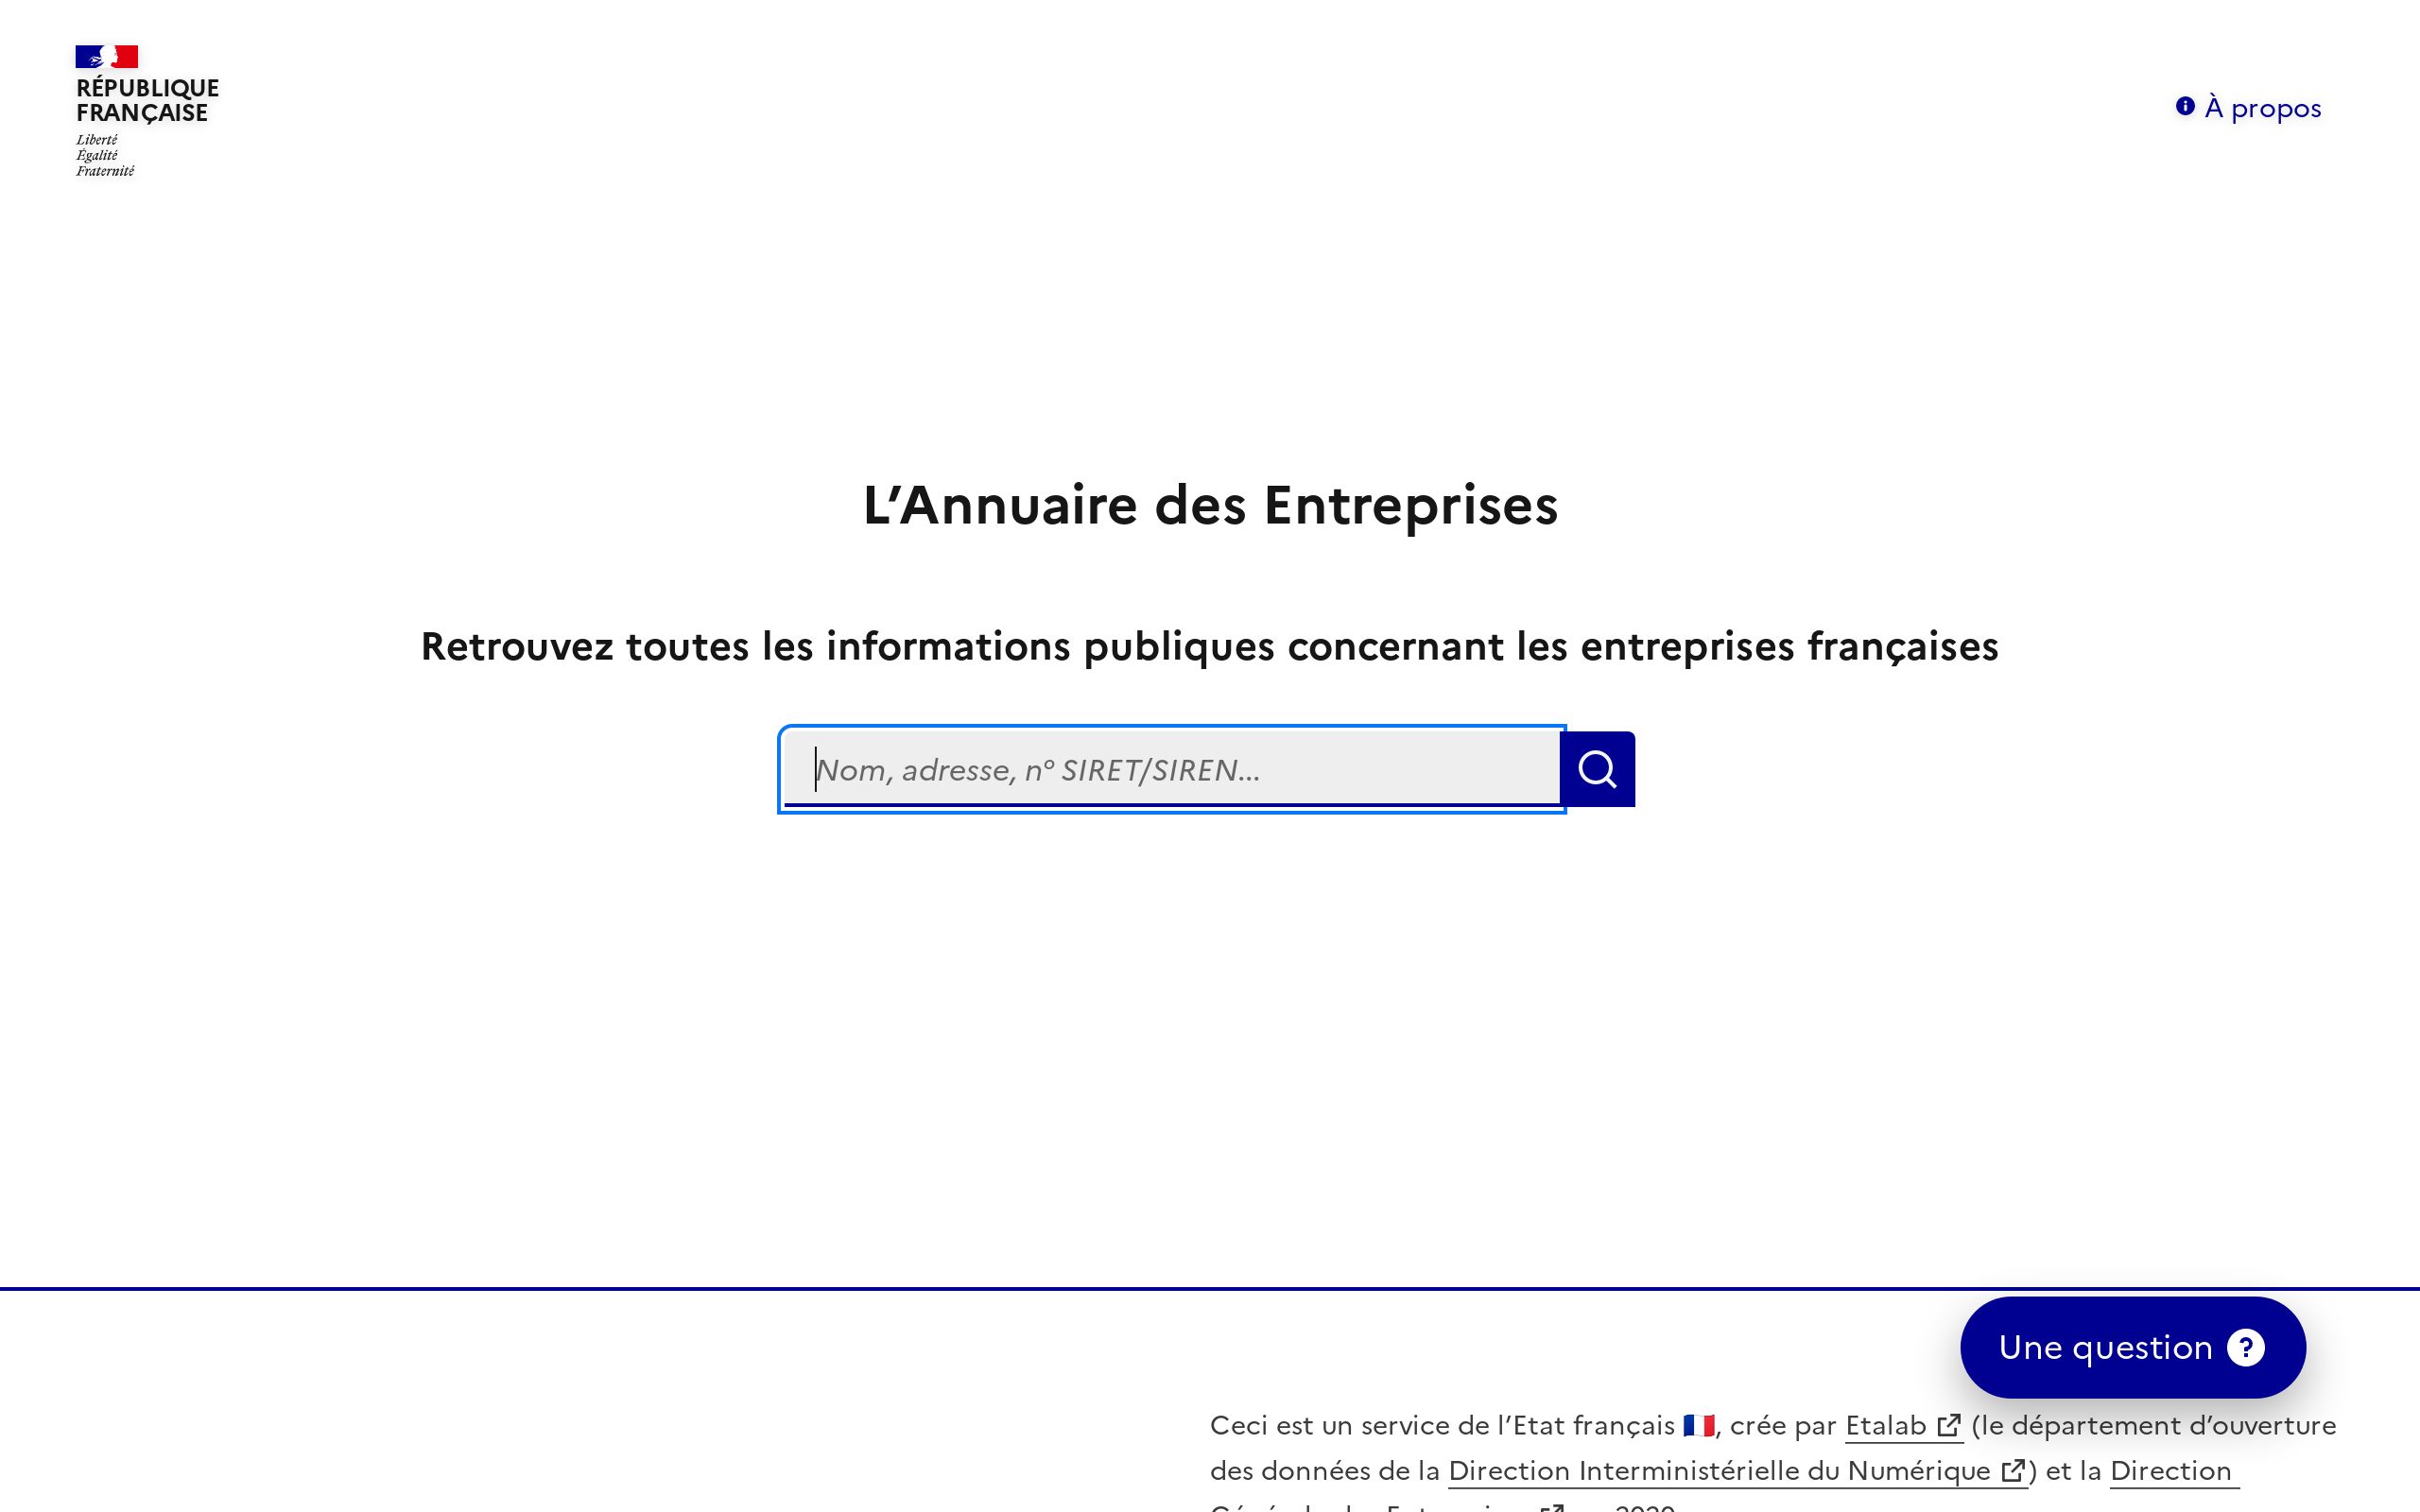 RÉPUBLIQUE
FRANÇAISE
Liberté
Égalité
Fraternité
À propos
L’Annuaire des Entreprises
Retrouvez toutes les informations publiques concernant les entreprises françaises
Nom, adresse, n° SIRET/SIREN...
Une question ?
Ceci est un service de l’Etat français 🇫🇷, crée par Etalab (le département d’ouverture
des données de la Direction Interministérielle du Numérique ) et la Direction